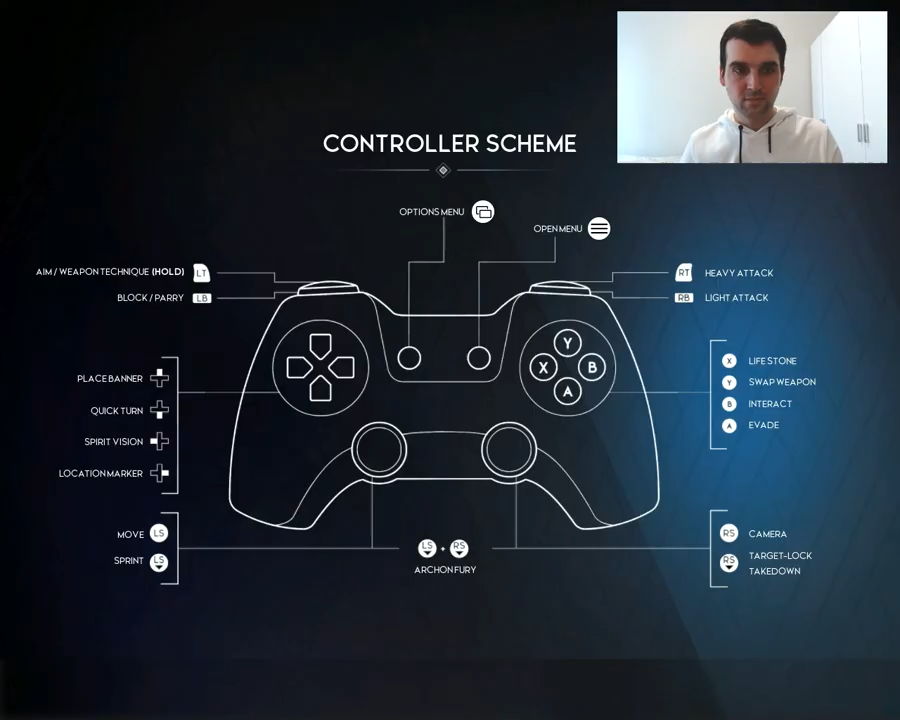 CONTROLLER SCHEME
OPTIONS MENU
OPEN MENU
AIM / WEAPON TECHNIQUE (HOLD) LT
BLOCK / PARRY LB
RT HEAVY ATTACK
RB LIGHT ATTACK
Y
X B
A
PLACE BANNER
QUICK TURN
SPIRIT VISION
LOCATION MARKER
X LIFE STONE
Y SWAP WEAPON
B INTERACT
A EVADE
MOVE LS
SPRINT LS
LS + RS
ARCHON FURY
RS CAMERA
RS TARGET-LOCK
TAKEDOWN